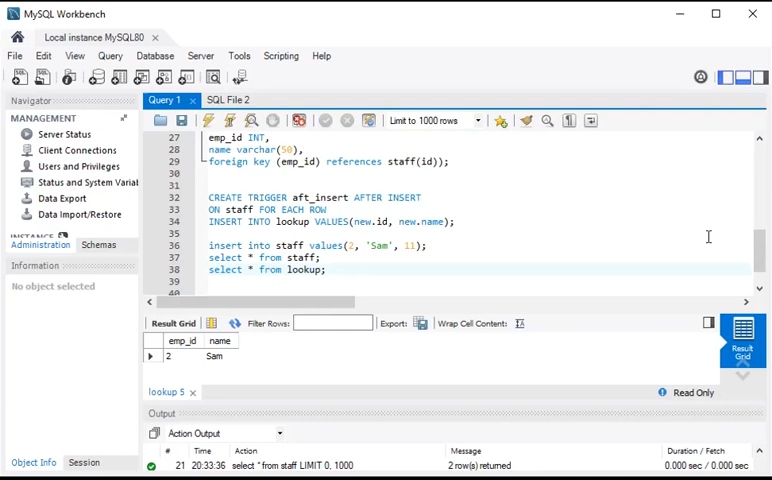 MySQL Workbench
Local instance MySQL80
File Edit View Query Database Server Tools Scripting Help
Navigator
MANAGEMENT
Server Status
Client Connections
Users and Privileges
Status and System Variab
Data Export
Data Import/Restore
Administration Schemas
Information
No object selected
Object Info Session
Query 1 SQL File 2
Limit to 1000 rows
27 emp_id INT,
28 name varchar(50),
29 foreign key (emp_id) references staff(id));
30
31
32 CREATE TRIGGER aft_insert AFTER INSERT
33 ON staff FOR EACH ROW
34 INSERT INTO lookup VALUES(new.id, new.name);
35
36 insert into staff values(2, 'Sam', 11);
37 select * from staff;
38 select * from lookup;
39
40
Result Grid Filter Rows: Export: Wrap Cell Content:
emp_id name
2 Sam
Result
Grid
lookup 5 Read Only
Output
Action Output
# Time Action Message Duration / Fetch
21 20:33:36 select * from staff LIMIT 0, 1000 2 row(s) returned 0.000 sec / 0.000 sec